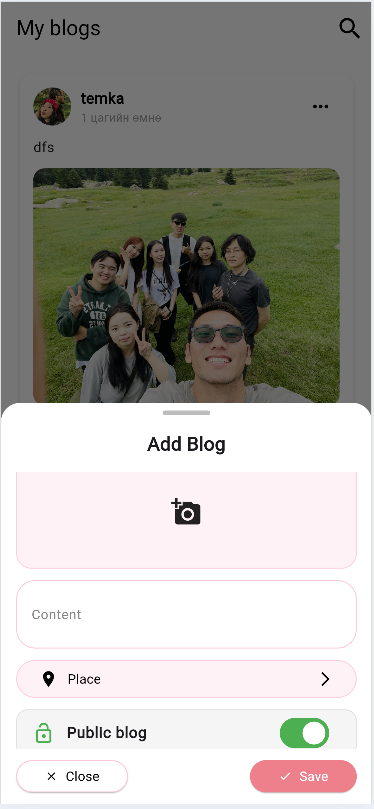 My blogs
temka
1 цагийн өмнө
dfs
Add Blog
Content
Place
Public blog
Close
Save